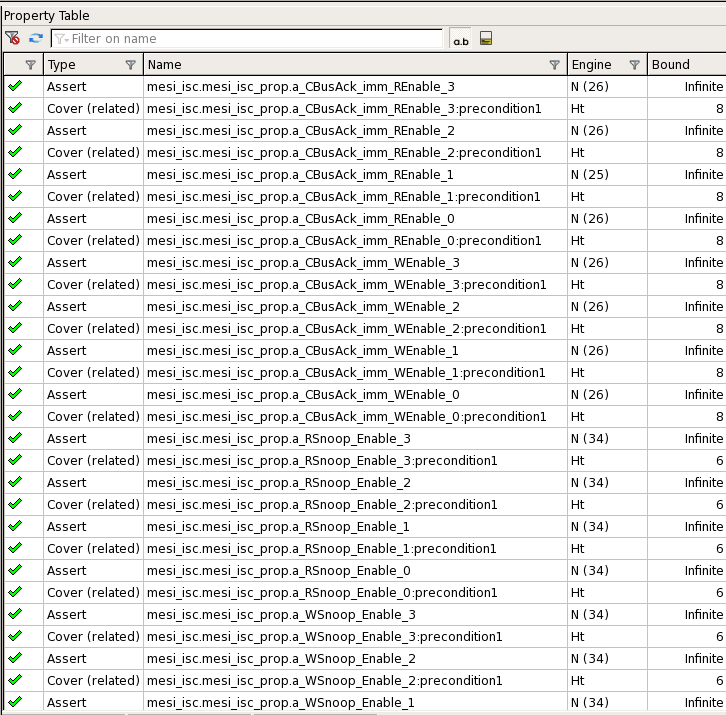 Property Table
Filter on name a.b
Type Name Engine Bound
Assert mesi_isc.mesi_isc_prop.a_CBusAck_imm_REnable_3 N (26) Infinite
Cover (related) mesi_isc.mesi_isc_prop.a_CBusAck_imm_REnable_3:precondition1 Ht 8
Assert mesi_isc.mesi_isc_prop.a_CBusAck_imm_REnable_2 N (26) Infinite
Cover (related) mesi_isc.mesi_isc_prop.a_CBusAck_imm_REnable_2:precondition1 Ht 8
Assert mesi_isc.mesi_isc_prop.a_CBusAck_imm_REnable_1 N (25) Infinite
Cover (related) mesi_isc.mesi_isc_prop.a_CBusAck_imm_REnable_1:precondition1 Ht 8
Assert mesi_isc.mesi_isc_prop.a_CBusAck_imm_REnable_0 N (26) Infinite
Cover (related) mesi_isc.mesi_isc_prop.a_CBusAck_imm_REnable_0:precondition1 Ht 8
Assert mesi_isc.mesi_isc_prop.a_CBusAck_imm_WEnable_3 N (26) Infinite
Cover (related) mesi_isc.mesi_isc_prop.a_CBusAck_imm_WEnable_3:precondition1 Ht 8
Assert mesi_isc.mesi_isc_prop.a_CBusAck_imm_WEnable_2 N (26) Infinite
Cover (related) mesi_isc.mesi_isc_prop.a_CBusAck_imm_WEnable_2:precondition1 Ht 8
Assert mesi_isc.mesi_isc_prop.a_CBusAck_imm_WEnable_1 N (26) Infinite
Cover (related) mesi_isc.mesi_isc_prop.a_CBusAck_imm_WEnable_1:precondition1 Ht 8
Assert mesi_isc.mesi_isc_prop.a_CBusAck_imm_WEnable_0 N (26) Infinite
Cover (related) mesi_isc.mesi_isc_prop.a_CBusAck_imm_WEnable_0:precondition1 Ht 8
Assert mesi_isc.mesi_isc_prop.a_RSnoop_Enable_3 N (34) Infinite
Cover (related) mesi_isc.mesi_isc_prop.a_RSnoop_Enable_3:precondition1 Ht 6
Assert mesi_isc.mesi_isc_prop.a_RSnoop_Enable_2 N (34) Infinite
Cover (related) mesi_isc.mesi_isc_prop.a_RSnoop_Enable_2:precondition1 Ht 6
Assert mesi_isc.mesi_isc_prop.a_RSnoop_Enable_1 N (34) Infinite
Cover (related) mesi_isc.mesi_isc_prop.a_RSnoop_Enable_1:precondition1 Ht 6
Assert mesi_isc.mesi_isc_prop.a_RSnoop_Enable_0 N (34) Infinite
Cover (related) mesi_isc.mesi_isc_prop.a_RSnoop_Enable_0:precondition1 Ht 6
Assert mesi_isc.mesi_isc_prop.a_WSnoop_Enable_3 N (34) Infinite
Cover (related) mesi_isc.mesi_isc_prop.a_WSnoop_Enable_3:precondition1 Ht 6
Assert mesi_isc.mesi_isc_prop.a_WSnoop_Enable_2 N (34) Infinite
Cover (related) mesi_isc.mesi_isc_prop.a_WSnoop_Enable_2:precondition1 Ht 6
Assert mesi_isc.mesi_isc_prop.a_WSnoop_Enable_1 N (34) Infinite